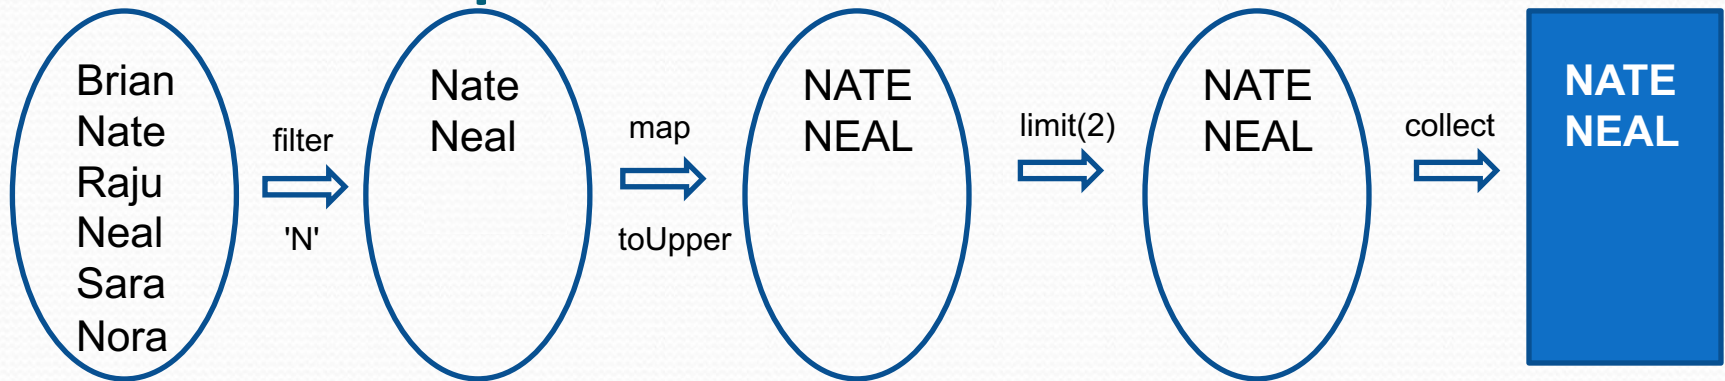 Brian
Nate
Raju
Neal
Sara
Nora
filter
'N'
Nate
Neal
map
toUpper
NATE
NEAL
limit(2)
NATE
NEAL
collect
NATE
NEAL